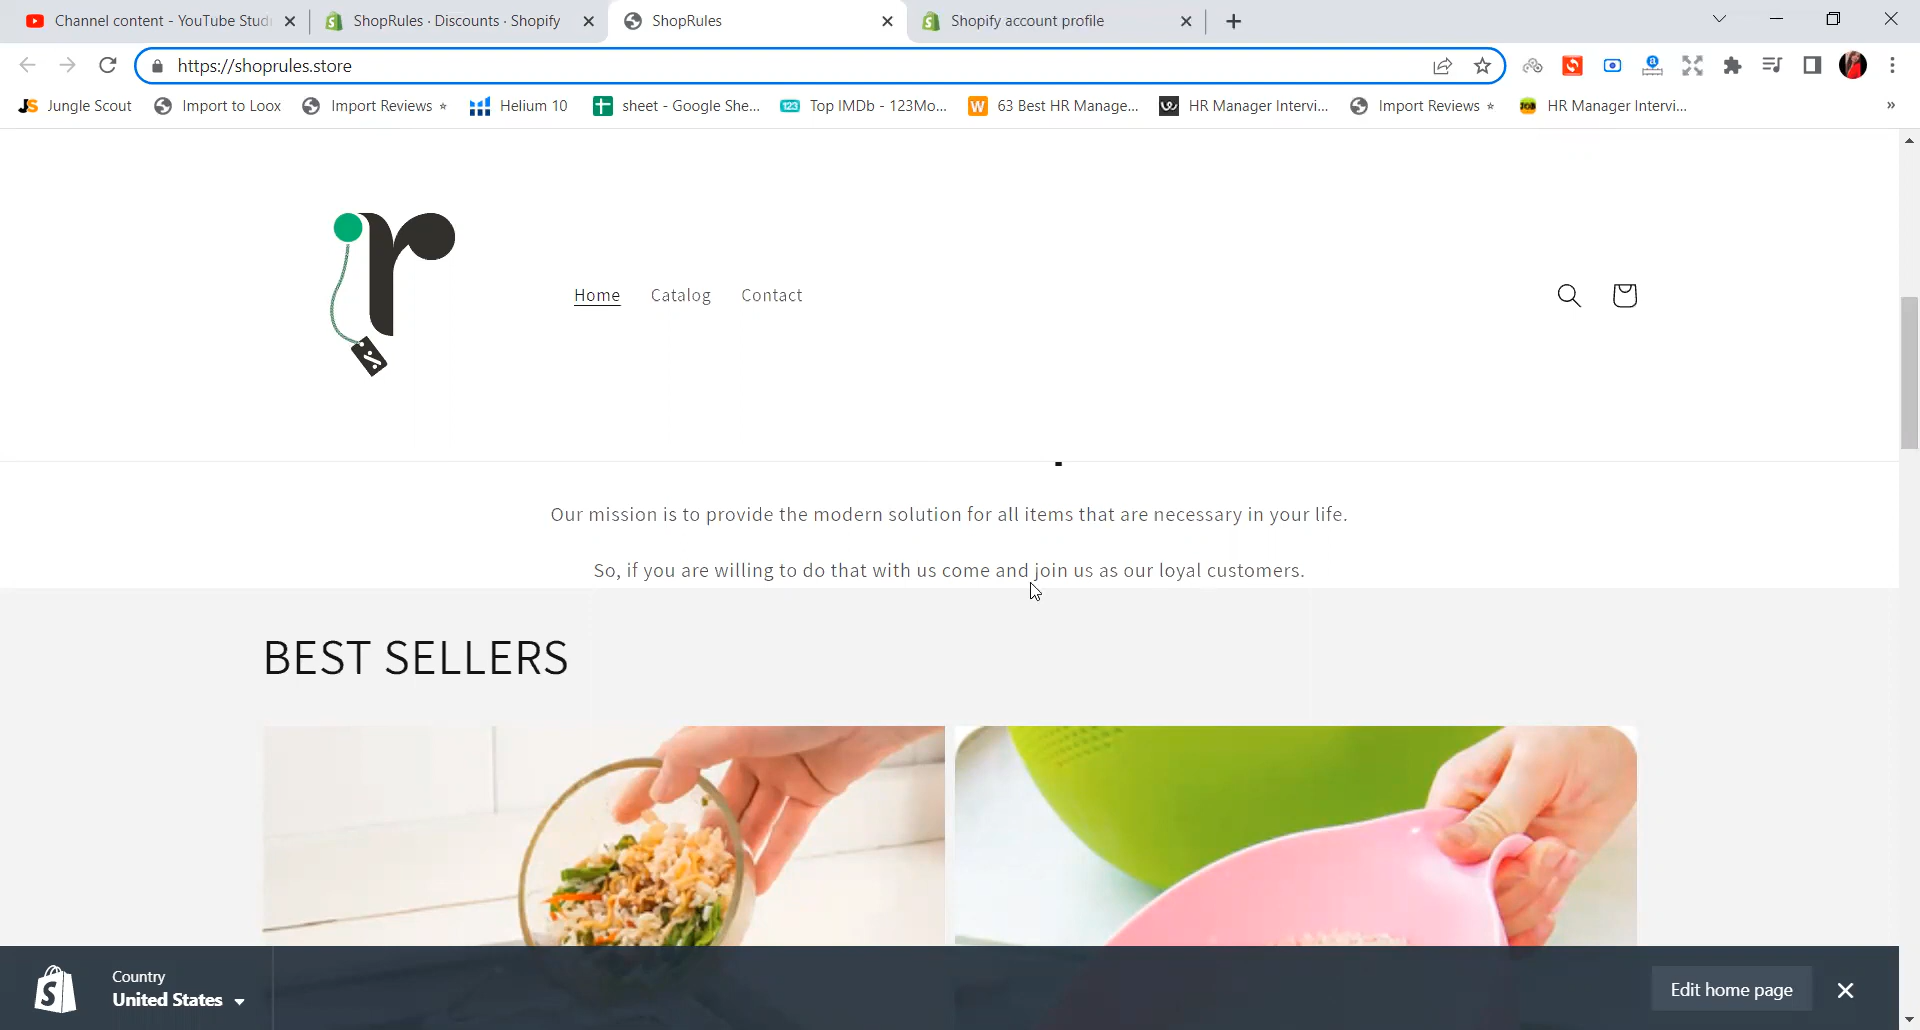 Channel content - YouTube Stud
ShopRules · Discounts · Shopify
ShopRules
Shopify account profile
https://shoprules.store
Jungle Scout
Import to Loox
Import Reviews ⭑
Helium 10
sheet - Google She...
Top IMDb - 123Mo...
63 Best HR Manage...
HR Manager Intervi...
Import Reviews ⭑
HR Manager Intervi...
Home
Catalog
Contact
Our mission is to provide the modern solution for all items that are necessary in your life.
So, if you are willing to do that with us come and join us as our loyal customers.
BEST SELLERS
Country
United States
Edit home page